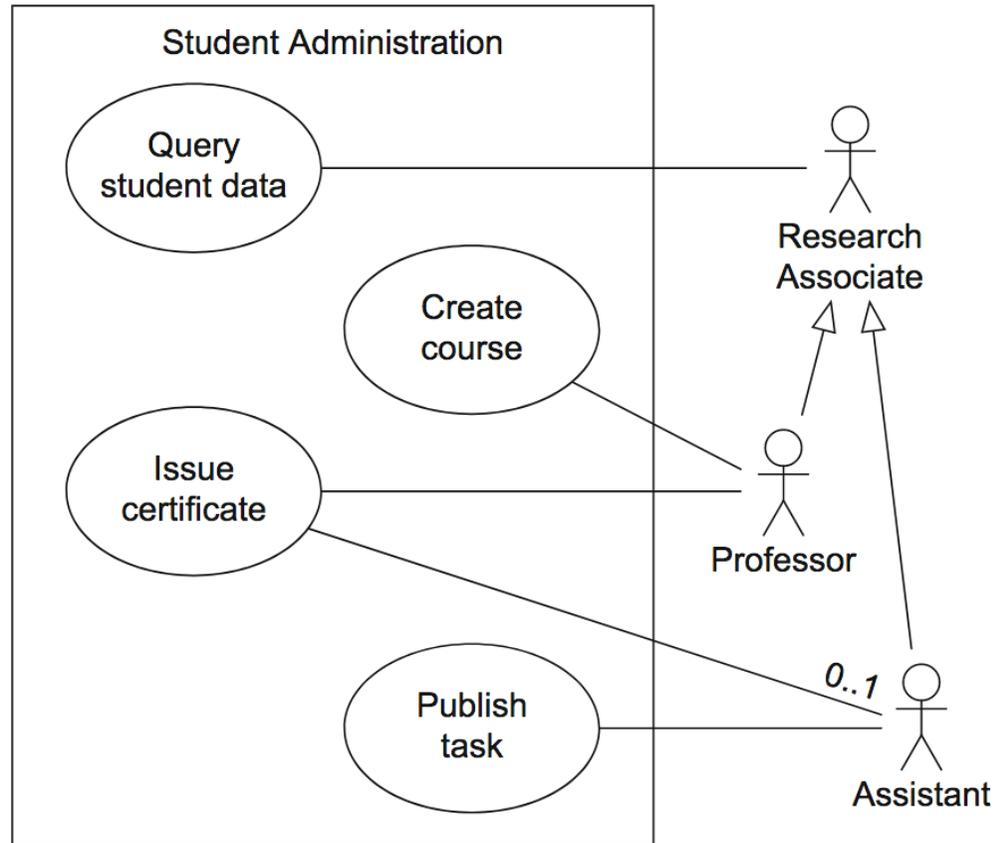 Student Administration
Query
student data
Research
Associate
Create
course
Issue
certificate
Professor
0..1
Publish
task
Assistant